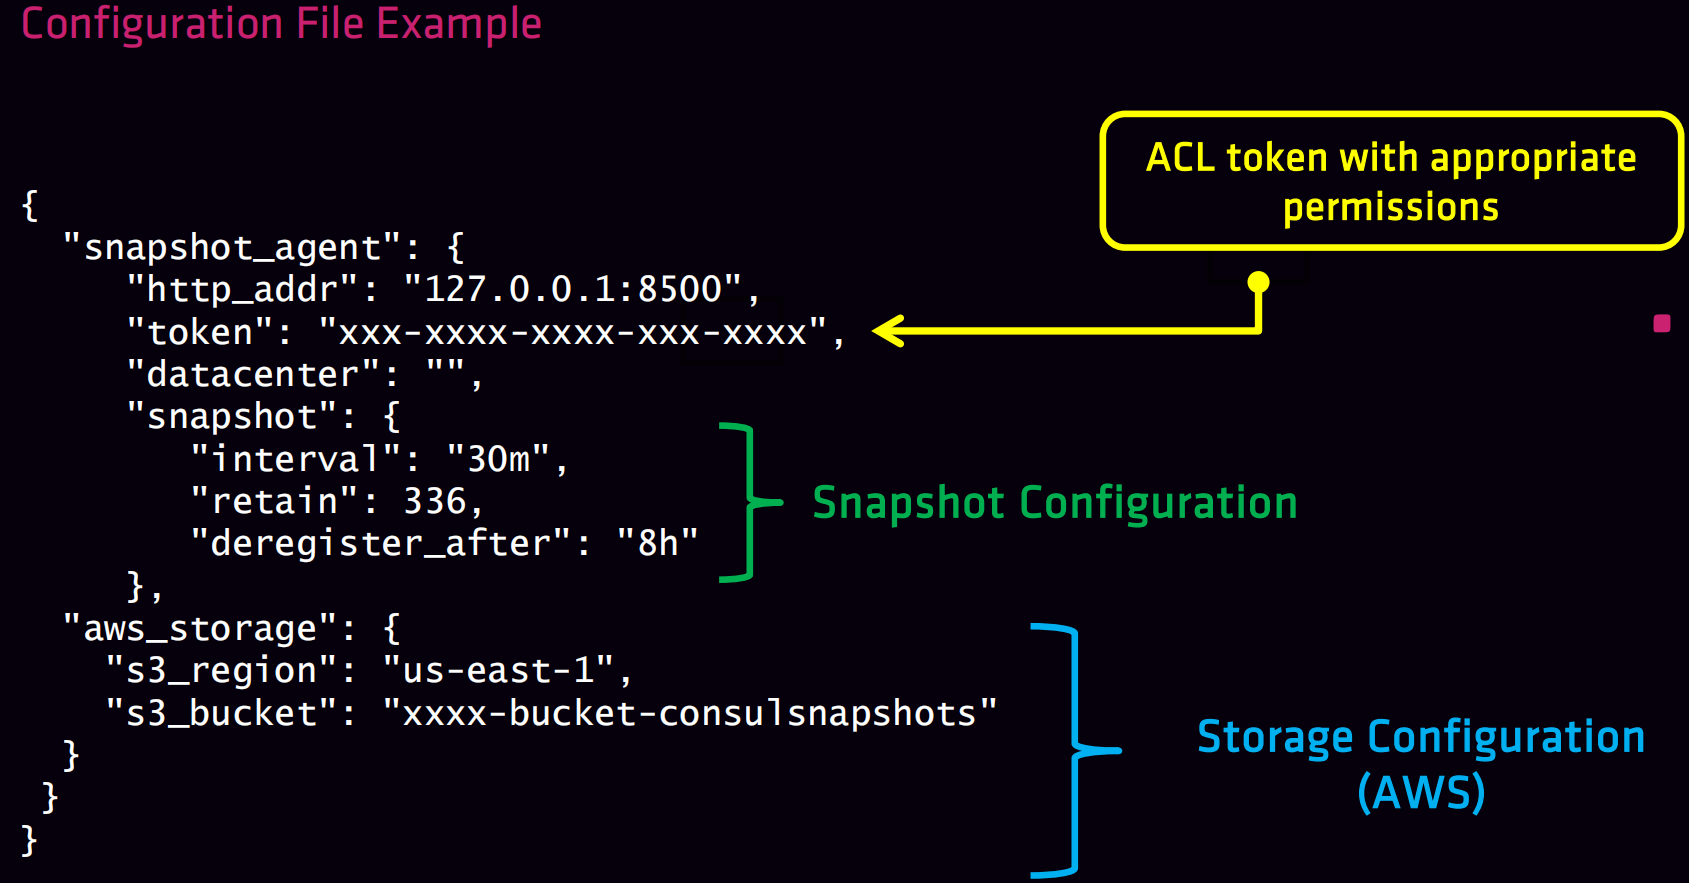 Configuration File Example
ACL token with appropriate
permissions
{
"snapshot_agent": {
"http_addr": "127.0.0.1:8500",
"token": "xxx-xxxx-xxxx-xxx-xxxx",
"datacenter": "",
"snapshot": {
"interval": "30m",
"retain": 336,
"deregister_after": "8h"
},
Snapshot Configuration
"aws_storage": {
"s3_region": "us-east-1",
"s3_bucket": "xxxx-bucket-consulsnapshots"
}
}
}
Storage Configuration
(AWS)